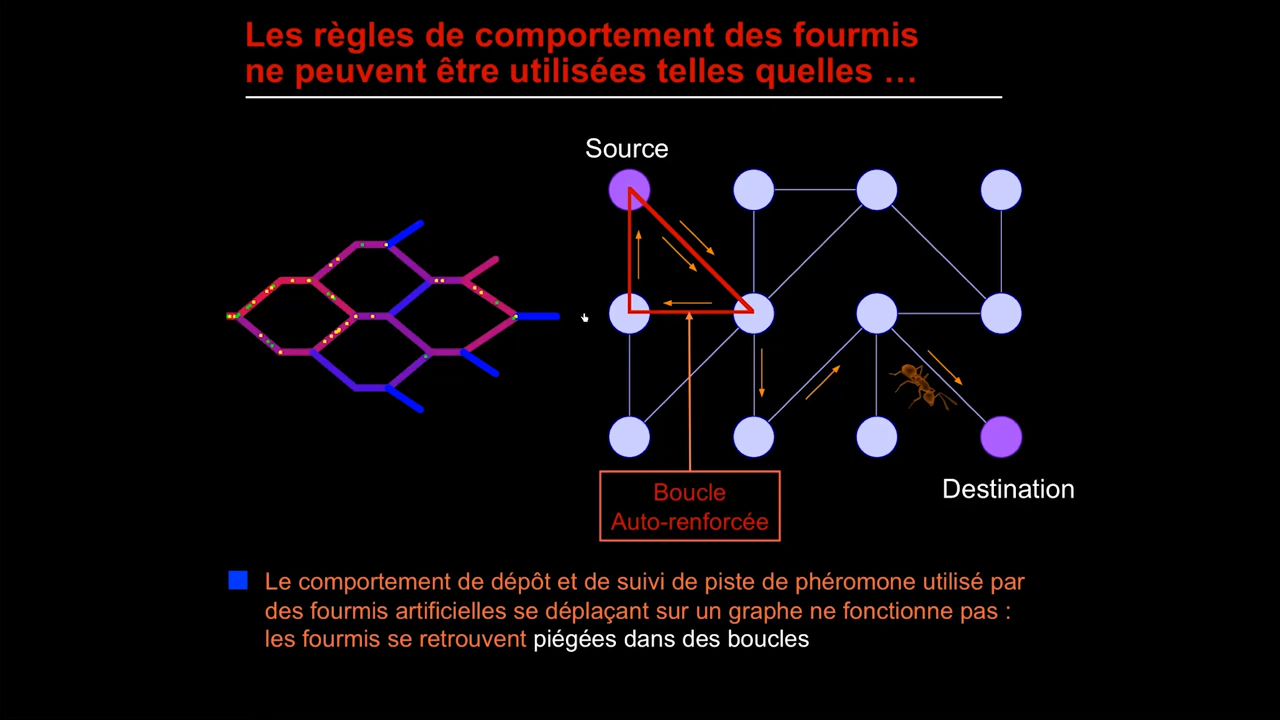 Les règles de comportement des fourmis
ne peuvent être utilisées telles quelles …
Source
Destination
Boucle
Auto-renforcée
Le comportement de dépôt et de suivi de piste de phéromone utilisé par
des fourmis artificielles se déplaçant sur un graphe ne fonctionne pas :
les fourmis se retrouvent piégées dans des boucles